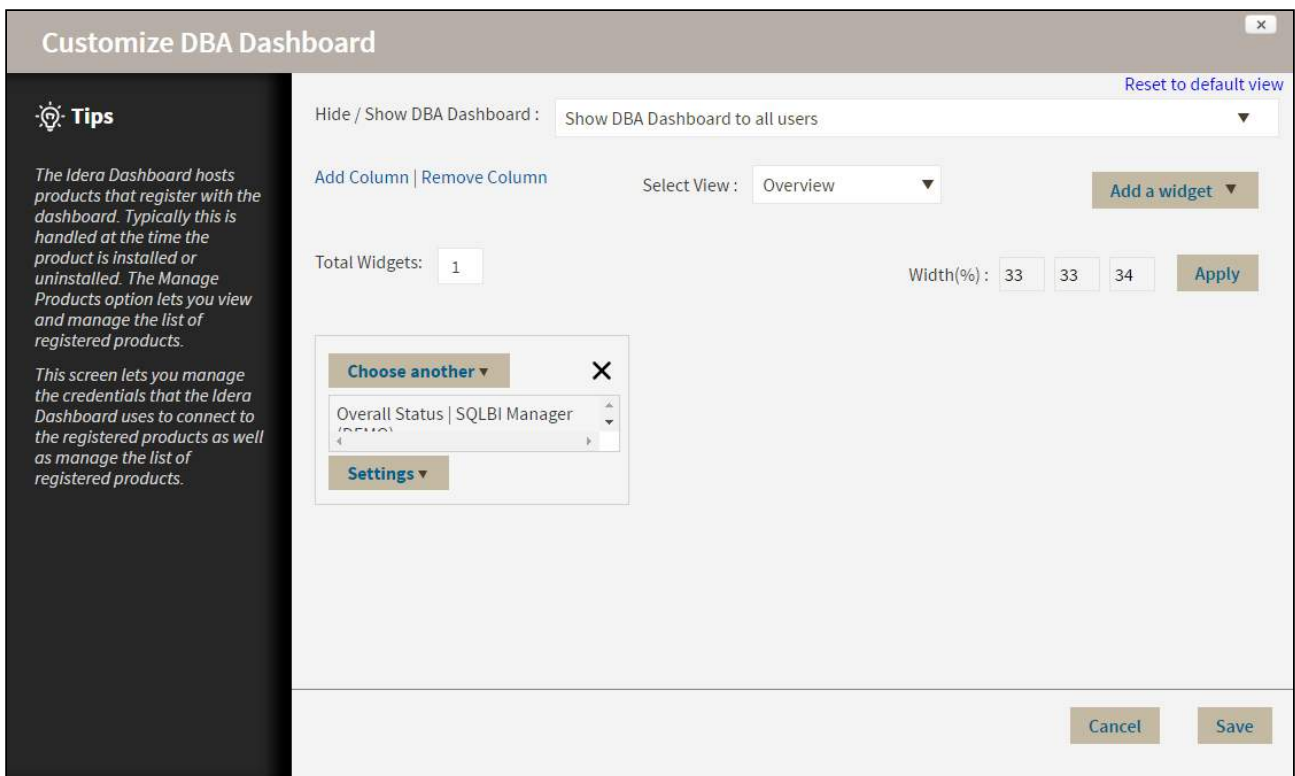 Customize DBA Dashboard
Tips
The Idera Dashboard hosts
products that register with the
dashboard. Typically this is
handled at the time the
product is installed or
uninstalled. The Manage
Products option lets you view
and manage the list of
registered products.
This screen lets you manage
the credentials that the Idera
Dashboard uses to connect to
the registered products as well
as manage the list of
registered products.
Reset to default view
Hide / Show DBA Dashboard : Show DBA Dashboard to all users
Add Column | Remove Column Select View : Overview Add a widget
Total Widgets: 1 Width(%) : 33 33 34 Apply
Choose another
Overall Status | SQLBI Manager
Settings
Cancel Save